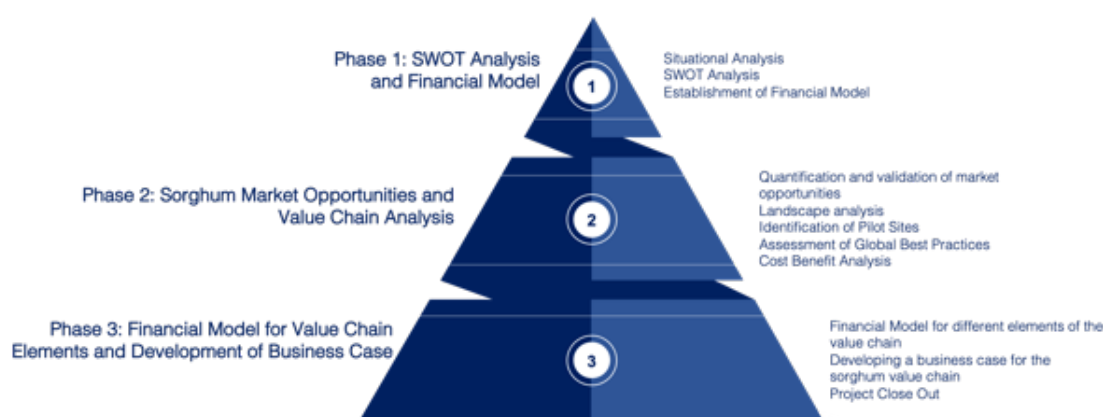 Phase 1: SWOT Analysis
and Financial Model
1
Situational Analysis
SWOT Analysis
Establishment of Financial Model
Phase 2: Sorghum Market Opportunities and
Value Chain Analysis
2
Quantification and validation of market
opportunities
Landscape analysis
Identification of Pilot Sites
Assessment of Global Best Practices
Cost Benefit Analysis
Phase 3: Financial Model for Value Chain
Elements and Development of Business Case
3
Financial Model for different elements of the
value chain
Developing a business case for the
sorghum value chain
Project Close Out